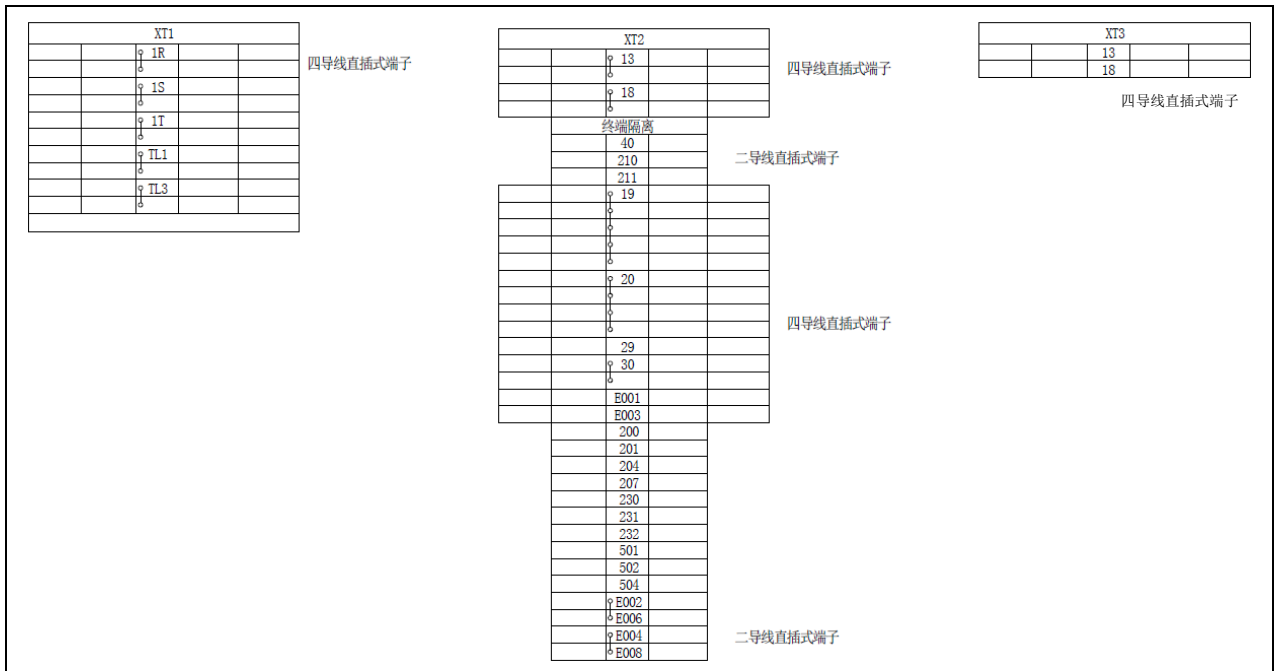 XT1
1R
四导线直插式端子
1S
1T
TL1
TL3
XT2
13
四导线直插式端子
18
终端隔离
40
210
二导线直插式端子
211
19
20
四导线直插式端子
29
30
E001
E003
200
201
204
207
230
231
232
501
502
504
E002
E006
E004
二导线直插式端子
E008
XT3
13
18
四导线直插式端子